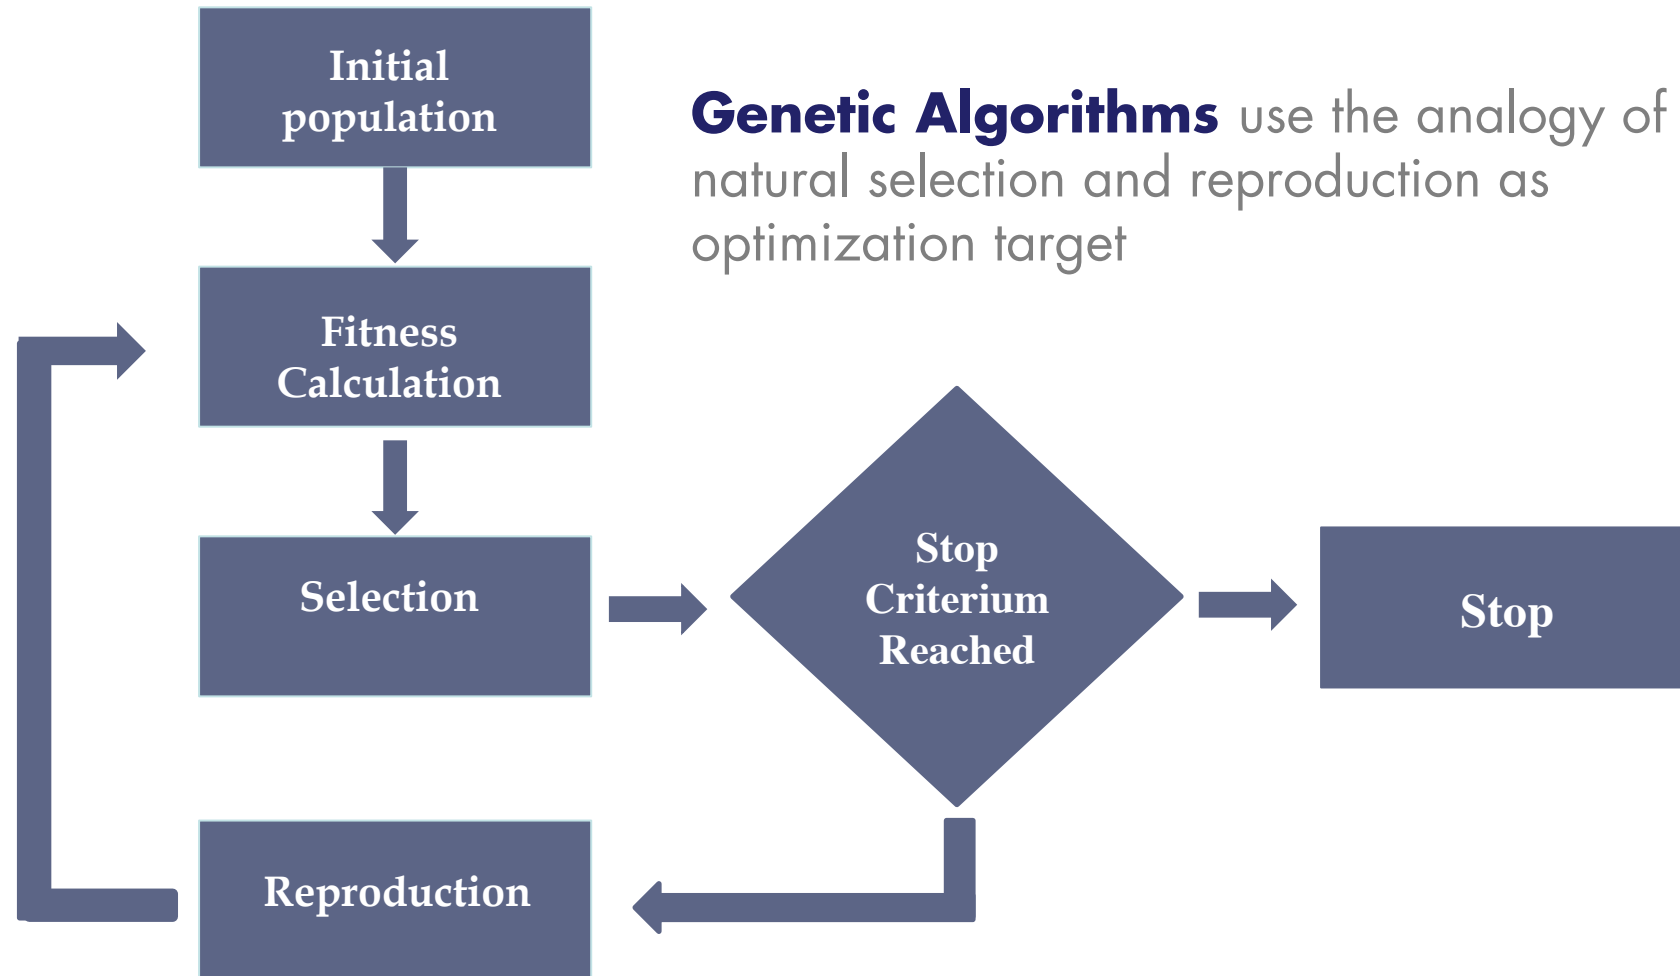 Initial
population
Genetic Algorithms use the analogy of
natural selection and reproduction as
optimization target
Fitness
Calculation
Selection
Stop
Criterium
Reached
Stop
Reproduction